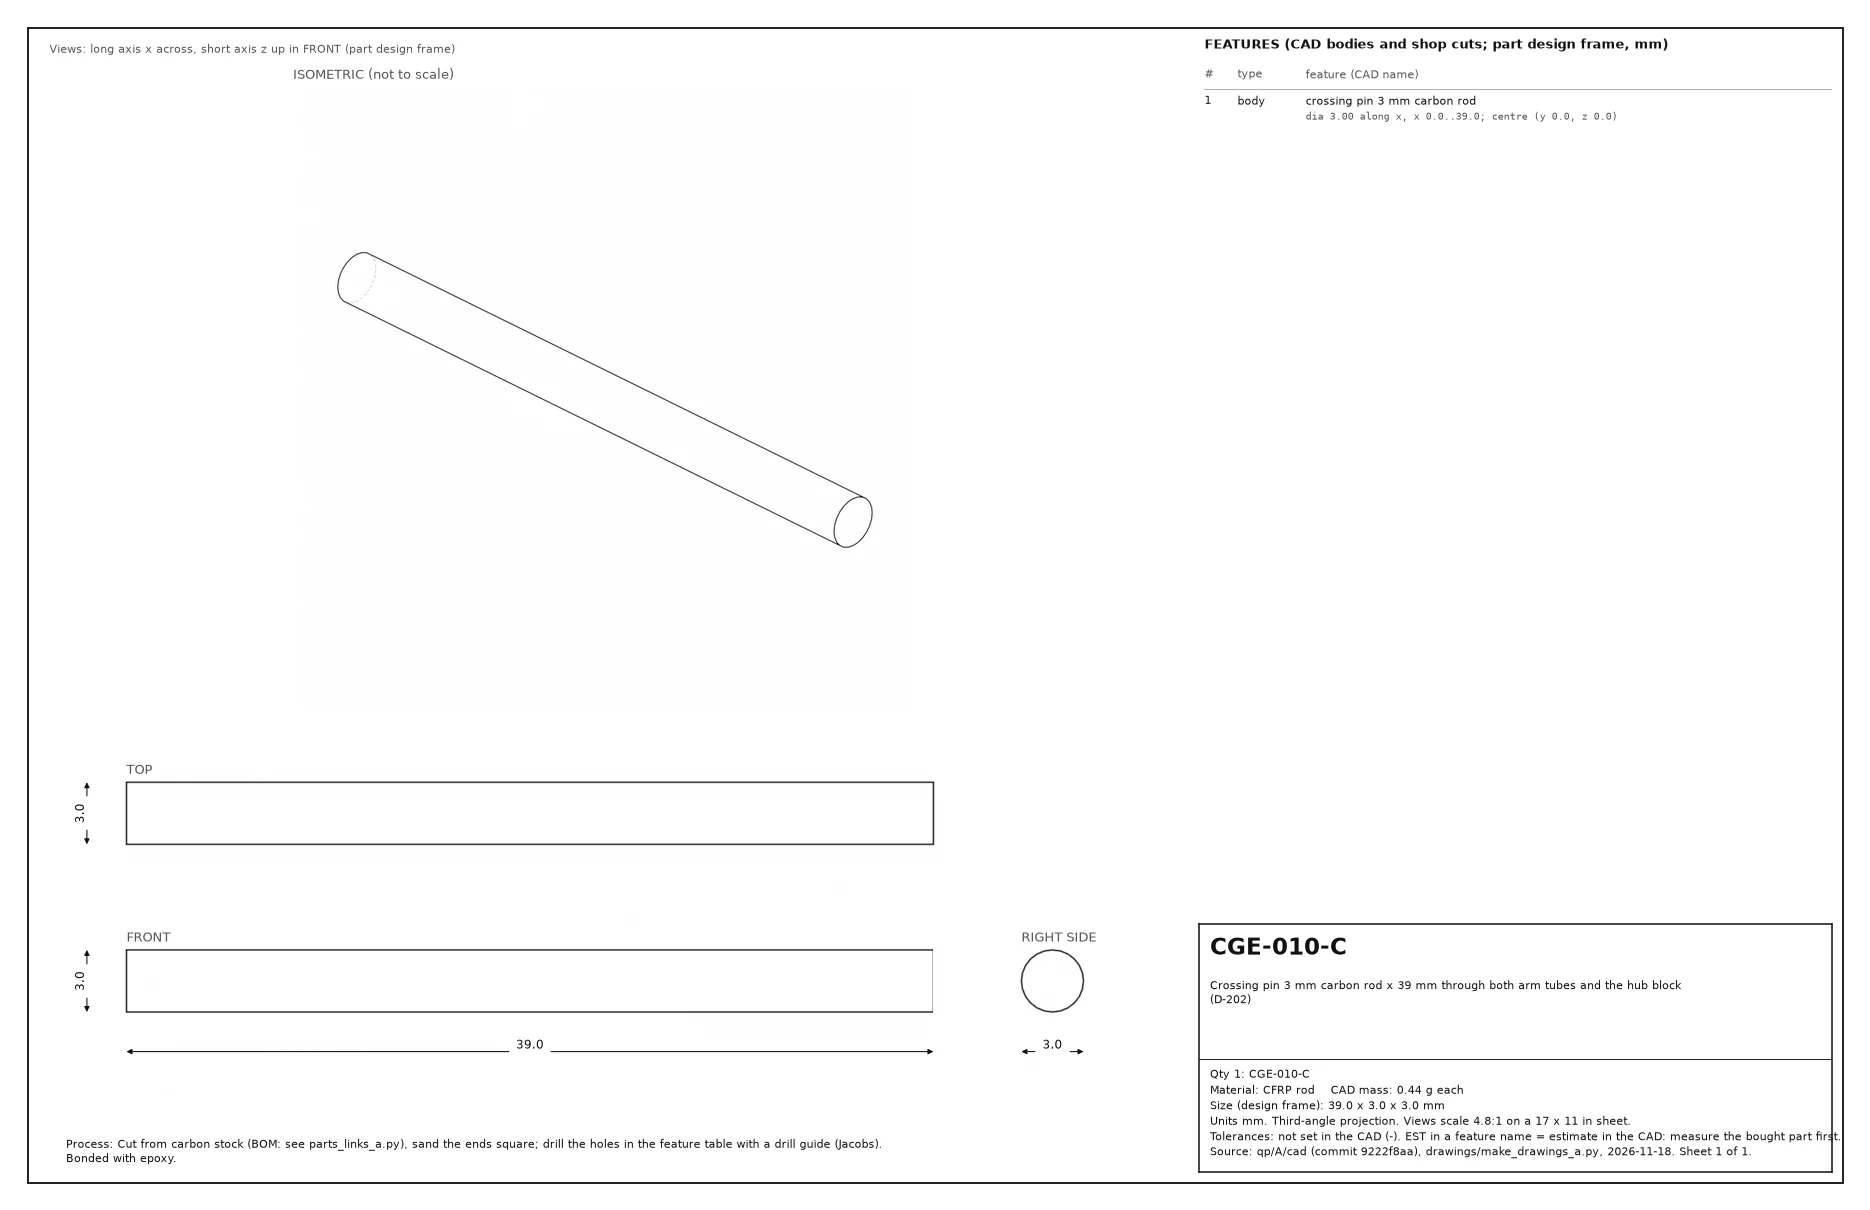 Views: long axis x across, short axis z up in FRONT (part design frame)
ISOMETRIC (not to scale)
FEATURES (CAD bodies and shop cuts; part design frame, mm)
# type feature (CAD name)
1 body crossing pin 3 mm carbon rod
dia 3.00 along x, x 0.0..39.0; centre (y 0.0, z 0.0)
TOP
3.0
FRONT
3.0
39.0
RIGHT SIDE
3.0
Process: Cut from carbon stock (BOM: see parts_links_a.py), sand the ends square; drill the holes in the feature table with a drill guide (Jacobs).
Bonded with epoxy.
CGE-010-C
Crossing pin 3 mm carbon rod x 39 mm through both arm tubes and the hub block
(D-202)
Qty 1: CGE-010-C
Material: CFRP rod CAD mass: 0.44 g each
Size (design frame): 39.0 x 3.0 x 3.0 mm
Units mm. Third-angle projection. Views scale 4.8:1 on a 17 x 11 in sheet.
Tolerances: not set in the CAD (-). EST in a feature name = estimate in the CAD: measure the bought part first.
Source: qp/A/cad (commit 9222f8aa), drawings/make_drawings_a.py, 2026-11-18. Sheet 1 of 1.